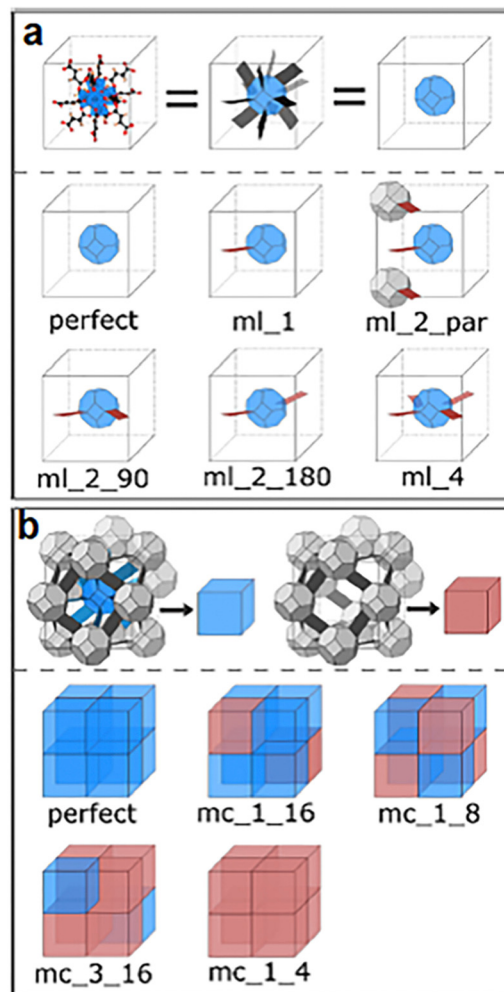 a
perfect ml_1 ml_2_par
ml_2_90 ml_2_180 ml_4
b
perfect mc_1_16 mc_1_8
mc_3_16 mc_1_4